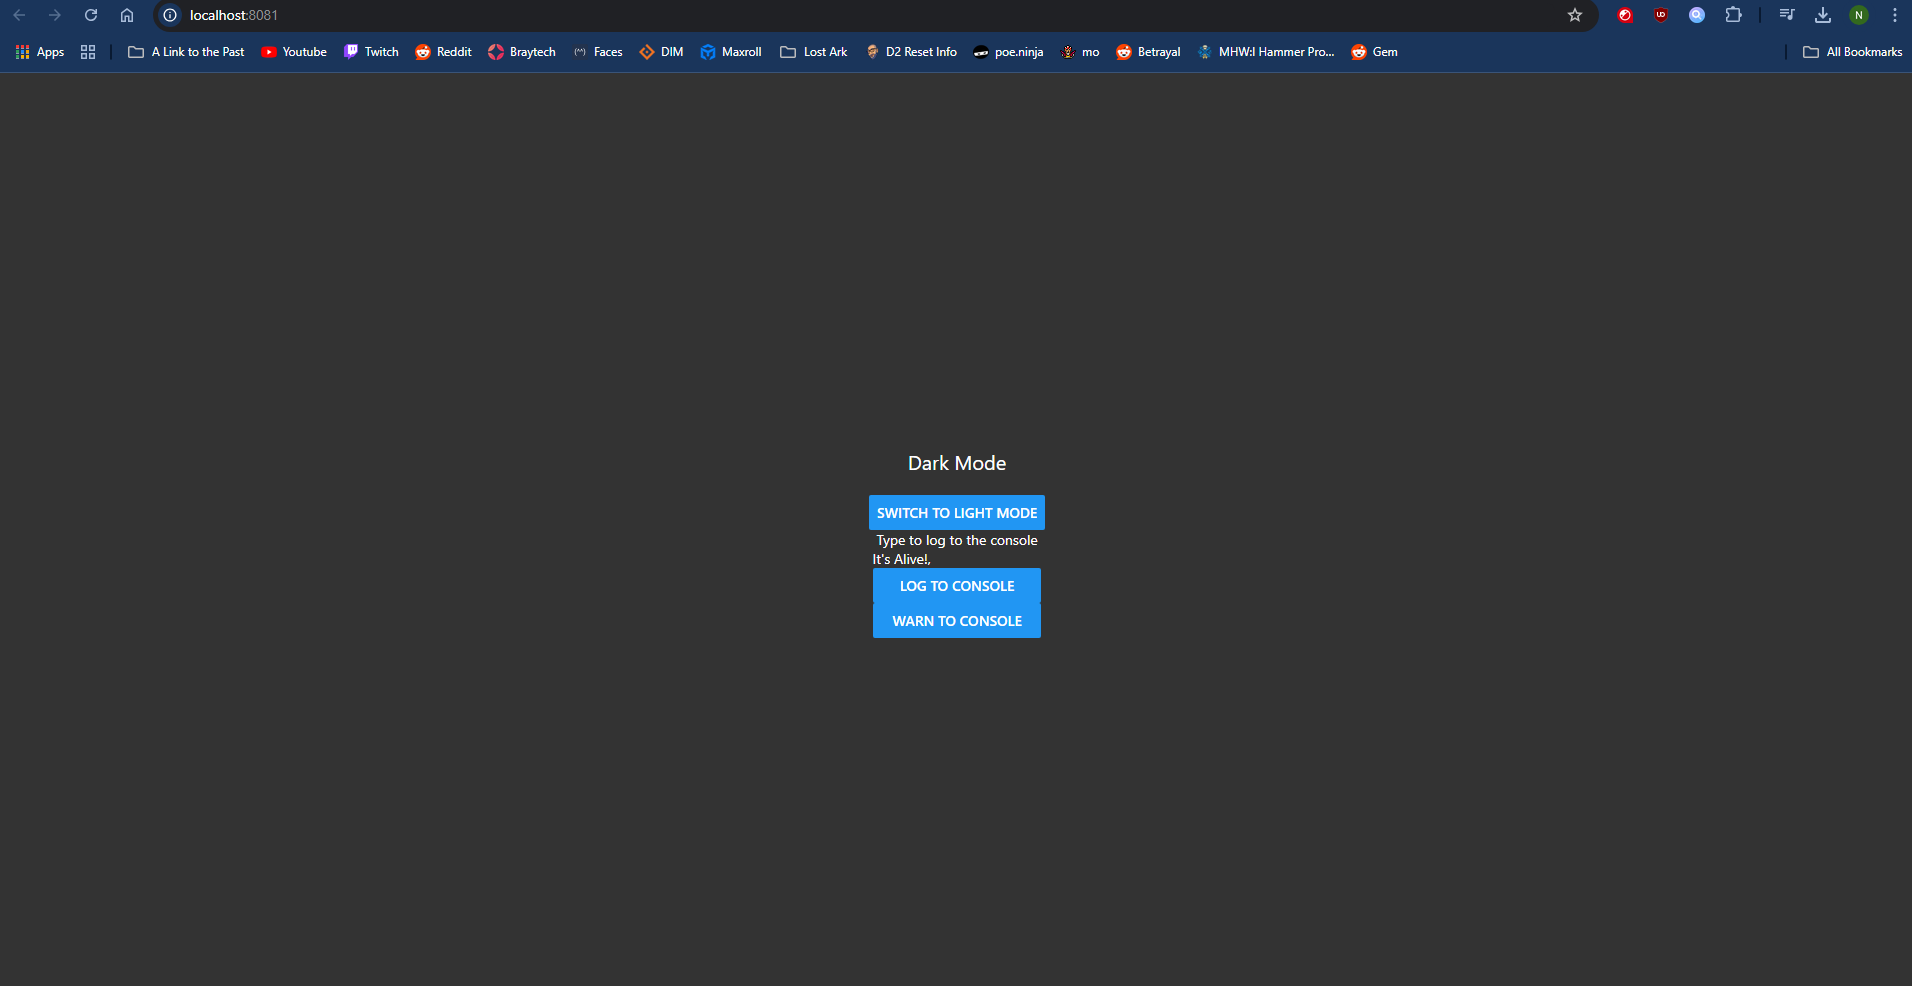 localhost:8081
N
Apps A Link to the Past Youtube Twitch Reddit Braytech (^^) Faces DIM Maxroll Lost Ark D2 Reset Info poe.ninja mo Betrayal MHW:I Hammer Pro... Gem All Bookmarks
Dark Mode
SWITCH TO LIGHT MODE
Type to log to the console
It's Alive!,
LOG TO CONSOLE
WARN TO CONSOLE